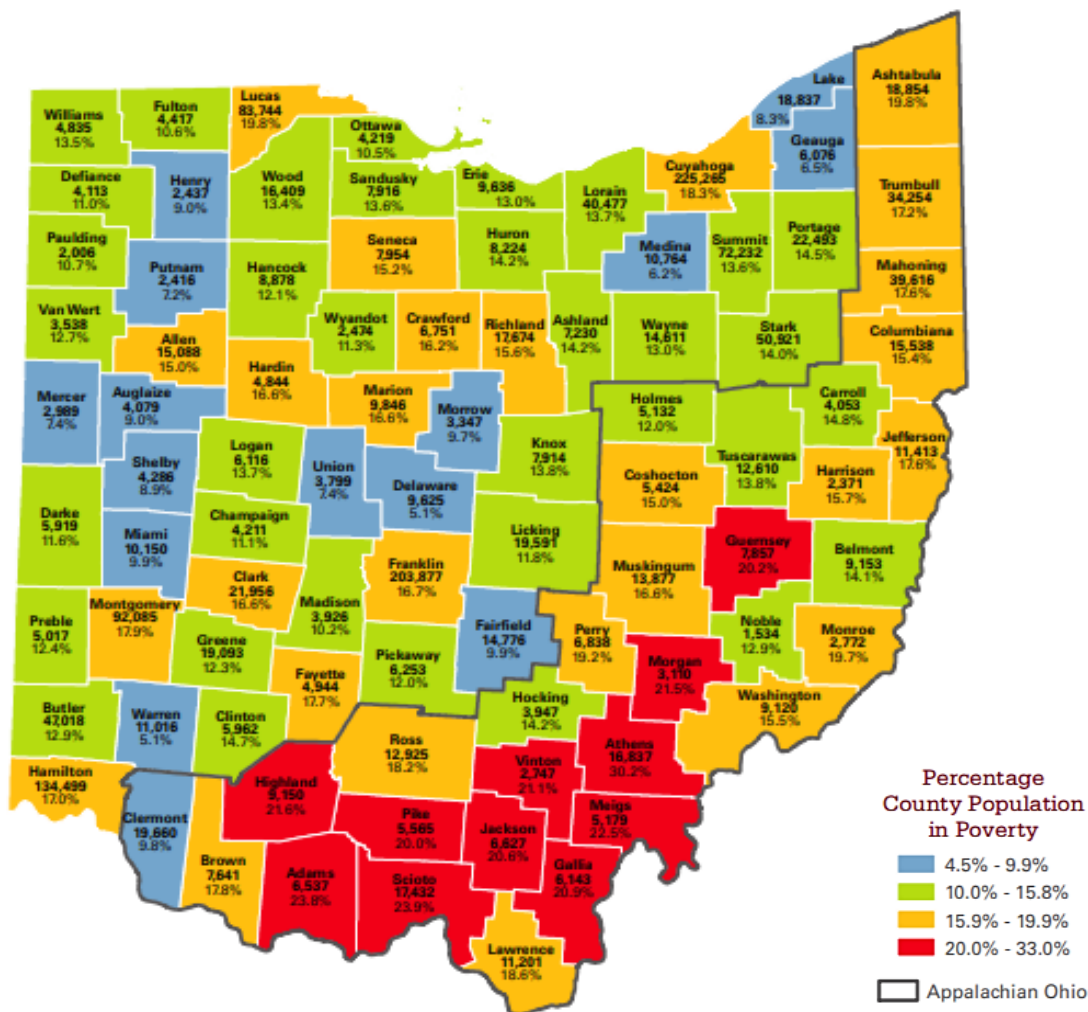 Lake
18,837
8.3%
Ashtabula
18,854
19.8%
Williams
4,835
13.5%
Fulton
4,417
10.6%
Lucas
83,744
19.8%
Ottawa
4,219
10.5%
Geauga
6,076
6.5%
Defiance
4,113
11.0%
Henry
2,437
9.0%
Wood
16,409
13.4%
Sandusky
7,916
13.6%
Erie
9,636
13.0%
Lorain
40,477
13.7%
Cuyahoga
225,265
18.3%
Trumbull
34,254
17.2%
Paulding
2,006
10.7%
Putnam
2,416
7.2%
Hancock
8,878
12.1%
Seneca
7,954
15.2%
Huron
8,224
14.2%
Medina
10,764
6.2%
Summit
72,232
13.6%
Portage
22,493
14.5%
Mahoning
39,616
17.6%
Van Wert
3,538
12.7%
Allen
15,088
15.0%
Wyandot
2,474
11.3%
Crawford
6,751
16.2%
Richland
17,674
15.6%
Ashland
7,230
14.2%
Wayne
14,611
13.0%
Stark
50,921
14.0%
Columbiana
15,538
15.4%
Mercer
2,989
7.4%
Auglaize
4,079
9.0%
Hardin
4,844
16.6%
Marion
9,846
16.6%
Morrow
3,347
9.7%
Holmes
5,132
12.0%
Carroll
4,053
14.8%
Jefferson
11,413
17.6%
Shelby
4,286
8.9%
Logan
6,116
13.7%
Union
3,799
7.4%
Delaware
9,625
5.1%
Knox
7,914
13.8%
Coshocton
5,424
15.0%
Tuscarawas
12,610
13.8%
Harrison
2,371
15.7%
Darke
5,919
11.6%
Miami
10,150
9.9%
Champaign
4,211
11.1%
Licking
19,591
11.8%
Guernsey
7,857
20.2%
Belmont
9,153
14.1%
Clark
21,956
16.6%
Madison
3,926
10.2%
Franklin
203,877
16.7%
Muskingum
13,877
16.6%
Preble
5,017
12.4%
Montgomery
92,085
17.9%
Greene
19,093
12.3%
Fayette
4,944
17.7%
Pickaway
6,253
12.0%
Fairfield
14,776
9.9%
Perry
6,838
19.2%
Morgan
3,110
21.5%
Noble
1,534
12.9%
Monroe
2,772
19.7%
Butler
47,018
12.9%
Warren
11,016
5.1%
Clinton
5,962
14.7%
Ross
12,925
18.2%
Hocking
3,947
14.2%
Athens
16,837
30.2%
Washington
9,120
15.5%
Hamilton
134,499
17.0%
Clermont
19,660
9.8%
Highland
9,150
21.6%
Vinton
2,747
21.1%
Meigs
5,179
22.5%
Brown
7,641
17.8%
Adams
6,537
23.8%
Pike
5,565
20.0%
Scioto
17,432
23.9%
Jackson
6,627
20.6%
Gallia
6,143
20.9%
Lawrence
11,201
18.6%
Percentage
County Population
in Poverty
4.5% - 9.9%
10.0% - 15.8%
15.9% - 19.9%
20.0% - 33.0%
Appalachian Ohio